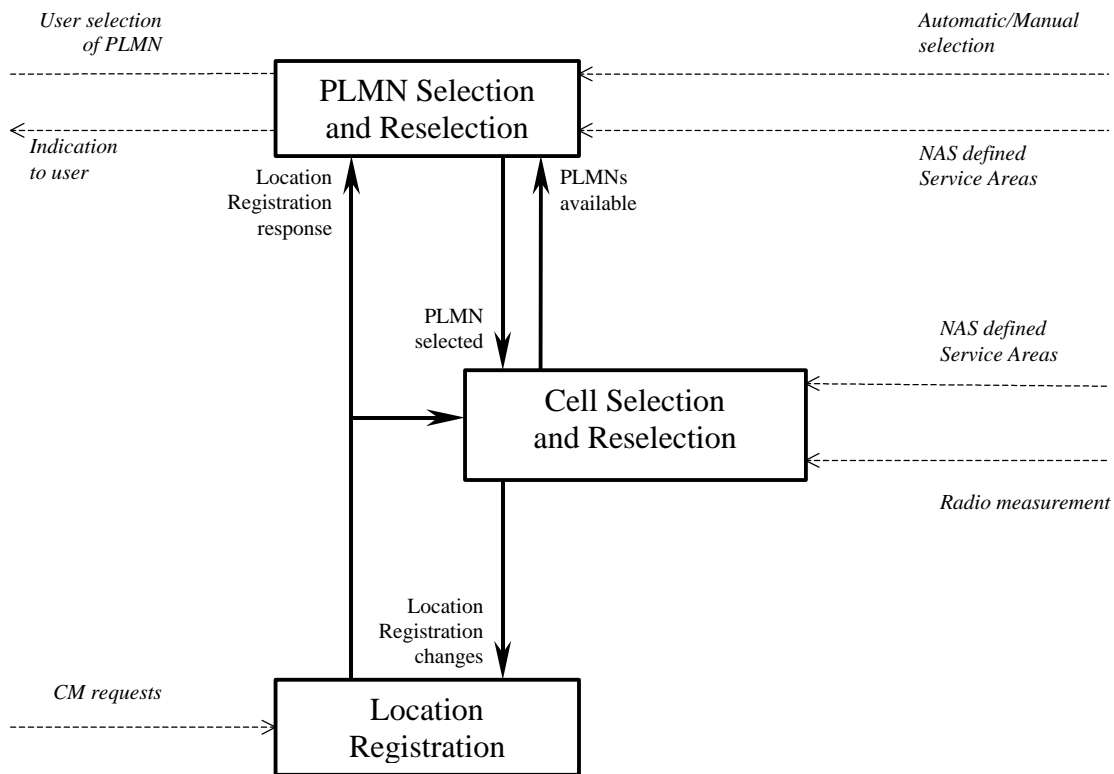 User selection
of PLMN
Automatic/Manual
selection
PLMN Selection
and Reselection
Indication
to user
NAS defined
Service Areas
Location
Registration
response
PLMNs
available
PLMN
selected
NAS defined
Service Areas
Cell Selection
and Reselection
Radio measurement
Location
Registration
changes
CM requests
Location
Registration